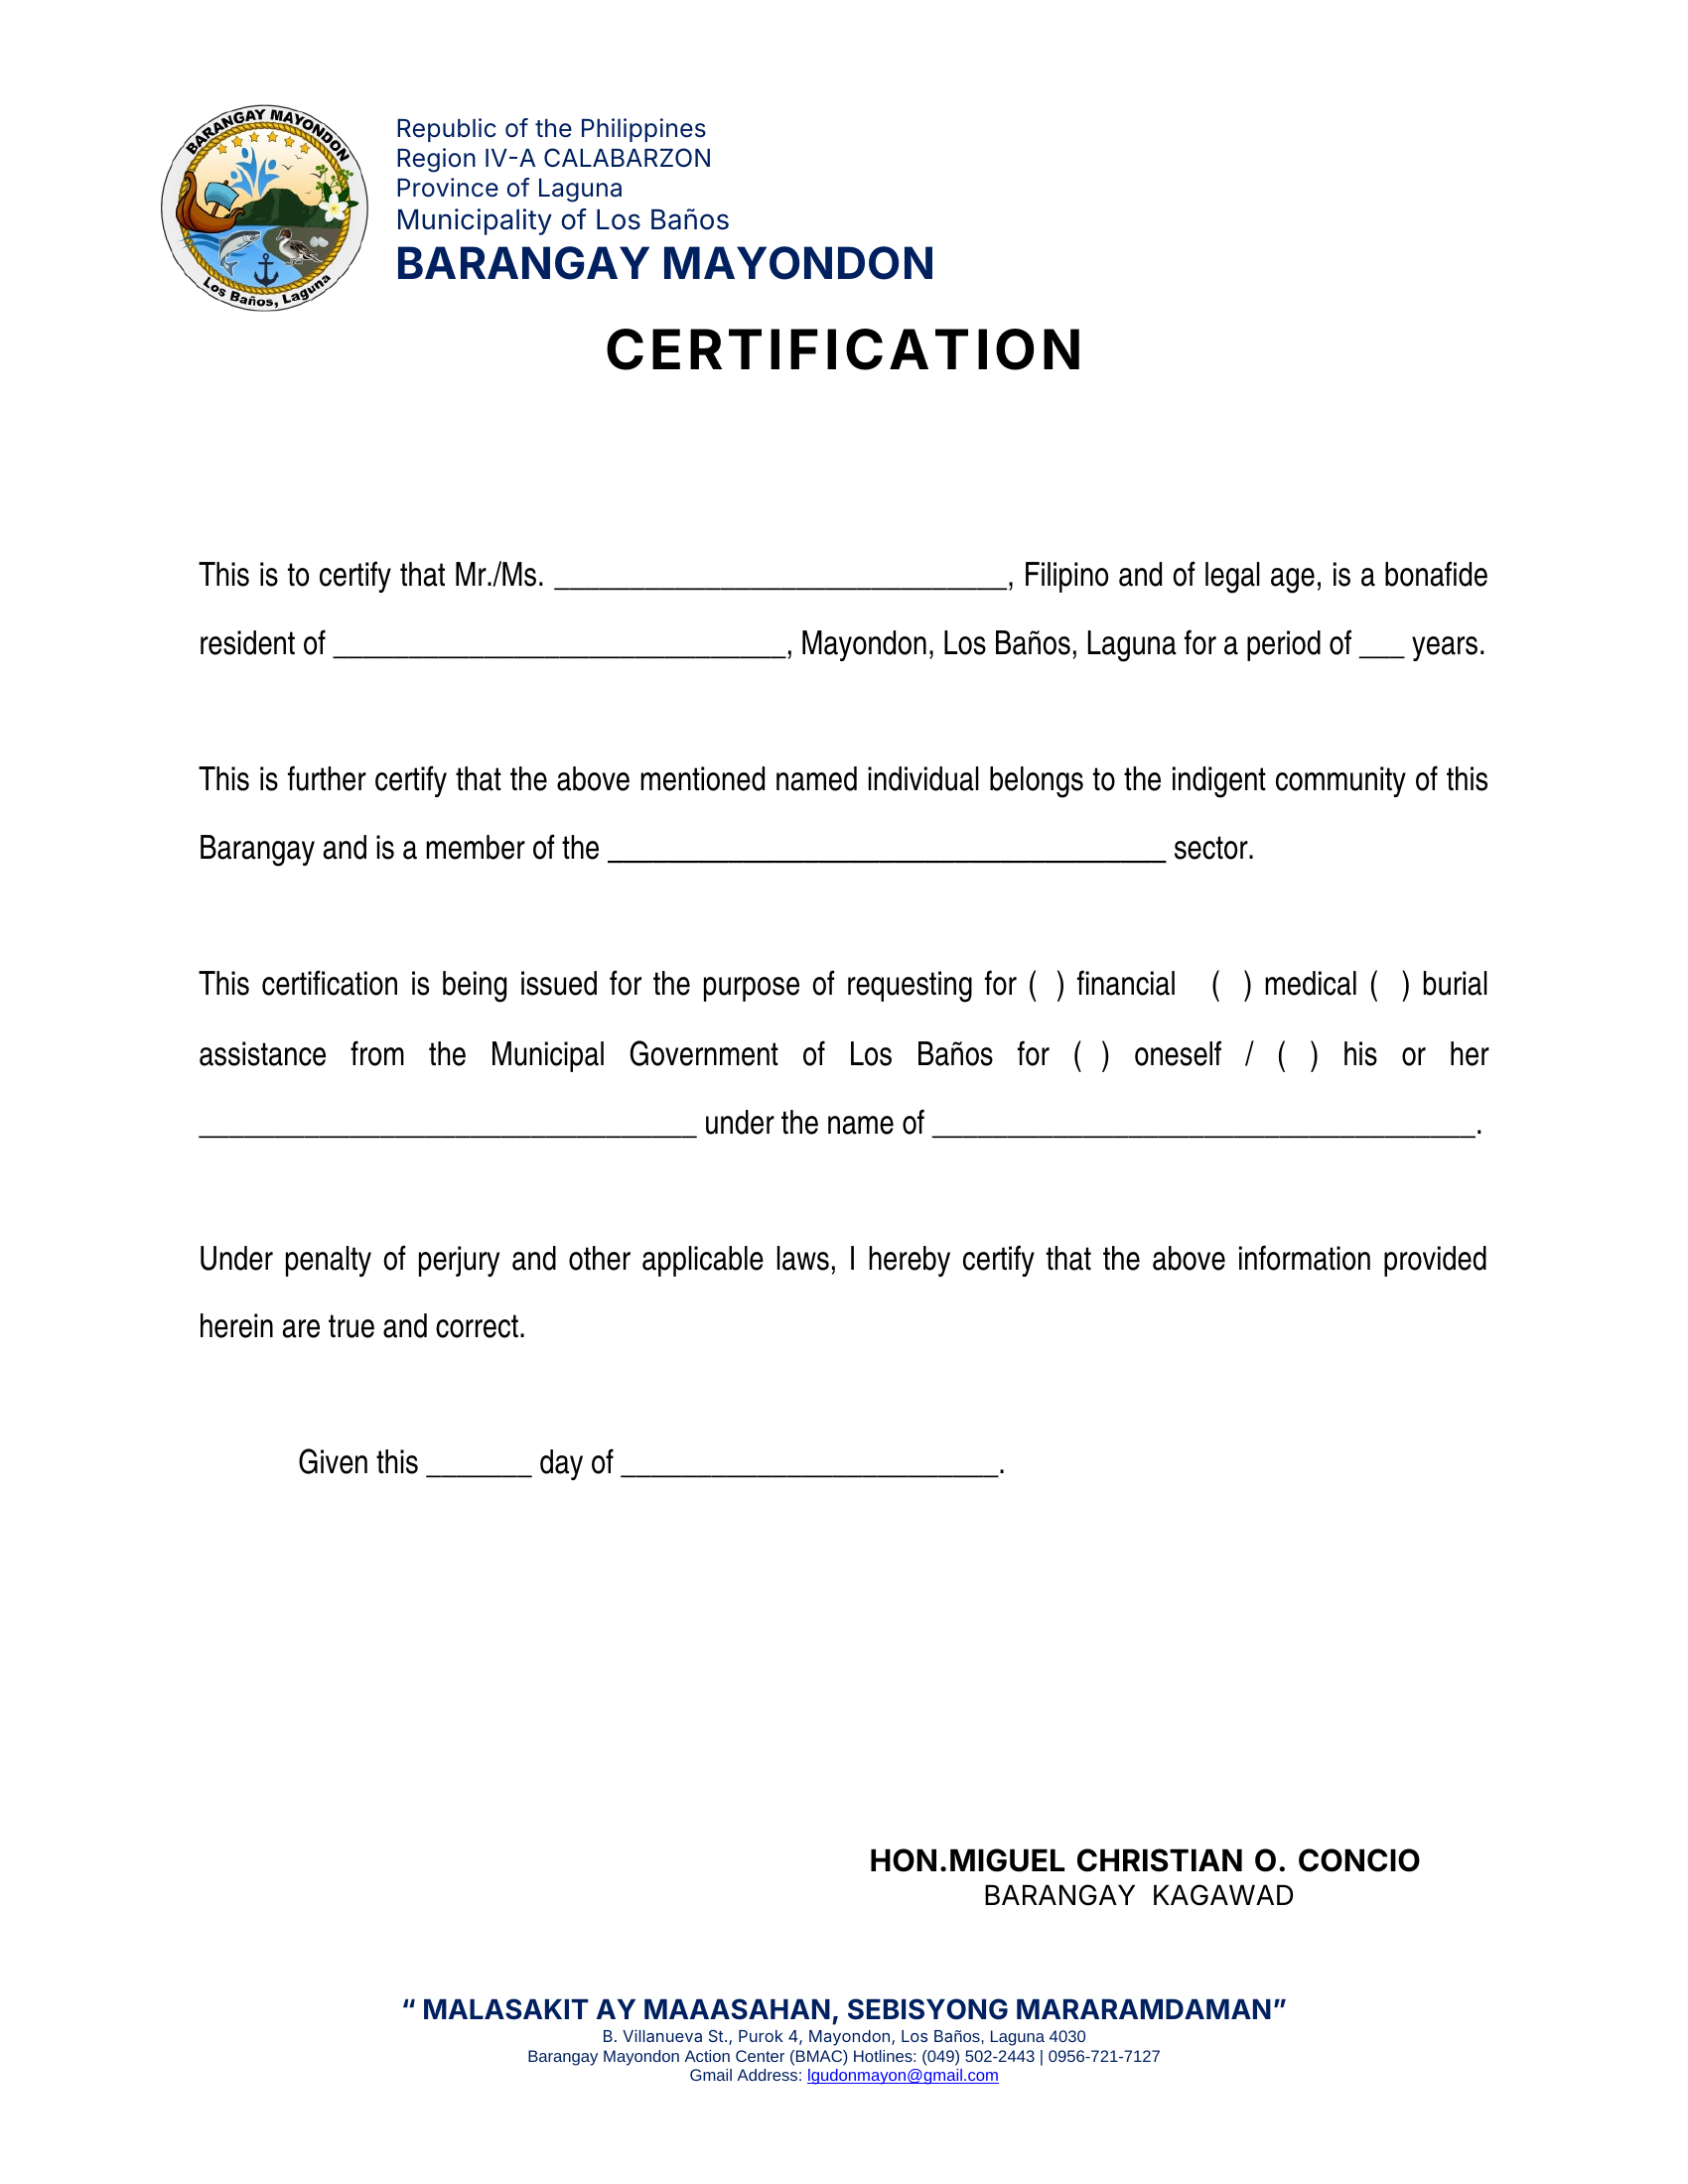 BARANGAY MAYONDON
Los Baños, Laguna
Republic of the Philippines
Region IV-A CALABARZON
Province of Laguna
Municipality of Los Baños
BARANGAY MAYONDON
CERTIFICATION
This is to certify that Mr./Ms. ______________________________, Filipino and of legal age, is a bonafide
resident of ______________________________, Mayondon, Los Baños, Laguna for a period of ___ years.
This is further certify that the above mentioned named individual belongs to the indigent community of this
Barangay and is a member of the _____________________________________ sector.
This certification is being issued for the purpose of requesting for ( ) financial ( ) medical ( ) burial
assistance from the Municipal Government of Los Baños for ( ) oneself / ( ) his or her
_________________________________ under the name of ____________________________________.
Under penalty of perjury and other applicable laws, I hereby certify that the above information provided
herein are true and correct.
Given this _______ day of _________________________.
HON.MIGUEL CHRISTIAN O. CONCIO
BARANGAY KAGAWAD
“ MALASAKIT AY MAAASAHAN, SEBISYONG MARARAMDAMAN”
B. Villanueva St., Purok 4, Mayondon, Los Baños, Laguna 4030
Barangay Mayondon Action Center (BMAC) Hotlines: (049) 502-2443 | 0956-721-7127
Gmail Address: lgudonmayon@gmail.com